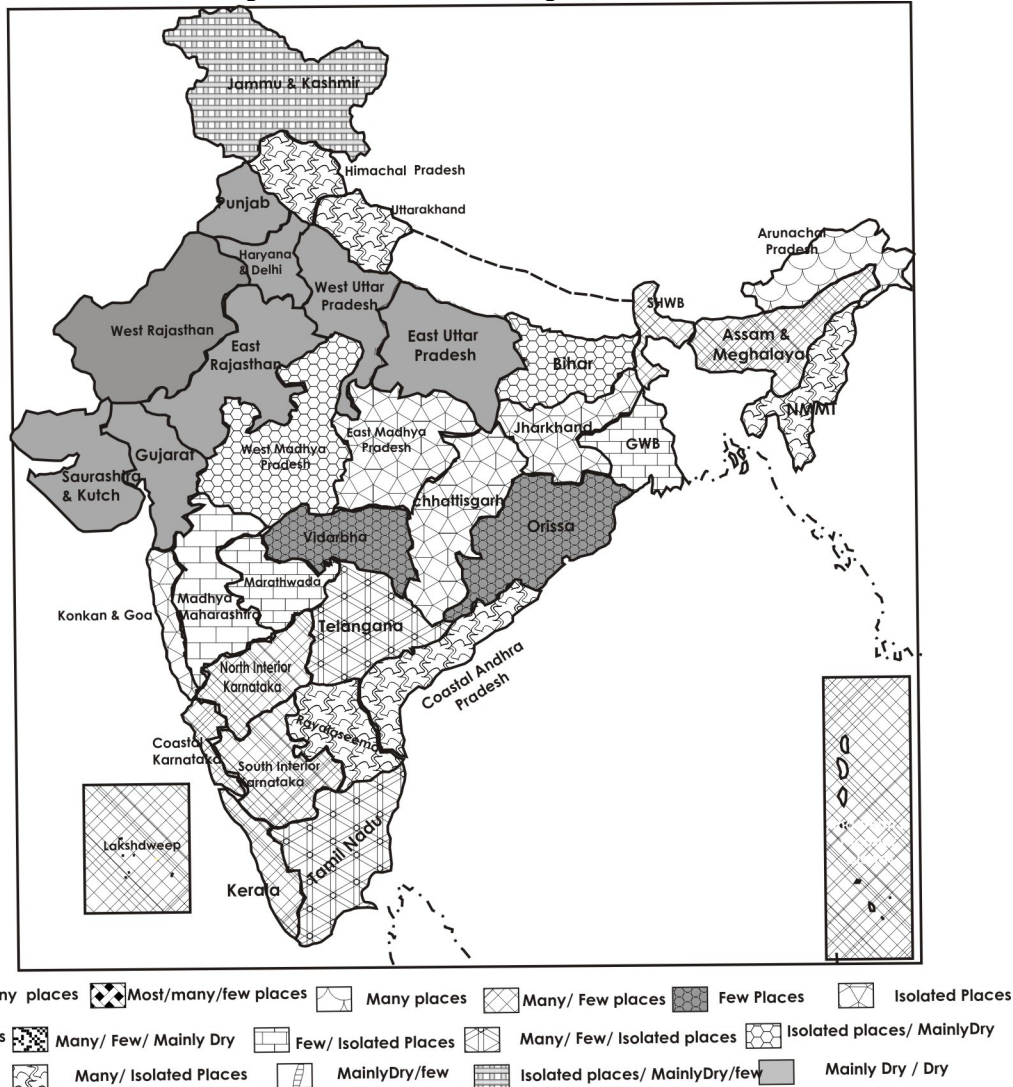 Jammu & Kashmir
Himachal Pradesh
Uttarakhand
Punjab
Haryana
& Delhi
West Uttar
Pradesh
Arunachal
Pradesh
SHWB
West Rajasthan
East
Rajasthan
East Uttar
Pradesh
Bihar
Assam &
Meghalaya
NMMT
Jharkhand
GWB
East Madhya
Pradesh
West Madhya
Pradesh
Gujarat
Saurashtra
& Kutch
chhattisgarh
Orissa
Vidarbha
Marathwada
Madhya
Maharashtra
Konkan & Goa
Telangana
North Interior
Karnataka
Coastal Andhra
Pradesh
Rayalaseema
Coastal
Karnataka
South Interior
Karnataka
Lakshdweep
Tamil Nadu
Kerala
ny places Most/many/few places Many places Many/ Few places Few Places Isolated Places
s Many/ Few/ Mainly Dry Few/ Isolated Places Many/ Few/ Isolated places Isolated places/ MainlyDry
Many/ Isolated Places MainlyDry/few Isolated places/ MainlyDry/few Mainly Dry / Dry